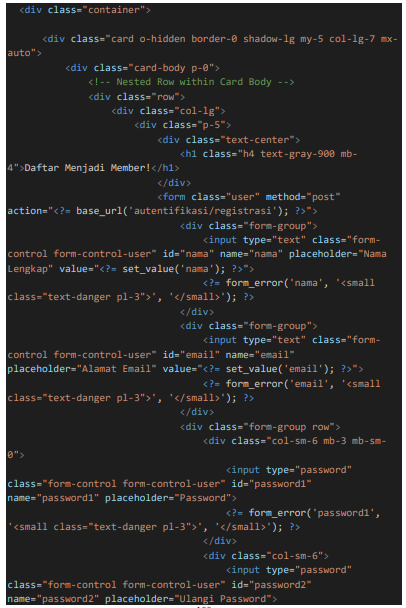 <div class="container">
<div class="card o-hidden border-0 shadow-lg my-5 col-lg-7 mx-
auto">
<div class="card-body p-0">
<!-- Nested Row within Card Body -->
<div class="row">
<div class="col-lg">
<div class="p-5">
<div class="text-center">
<h1 class="h4 text-gray-900 mb-
4">Daftar Menjadi Member!</h1>
</div>
<form class="user" method="post"
action="<?= base_url('autentifikasi/registrasi'); ?>">
<div class="form-group">
<input type="text" class="form-
control form-control-user" id="nama" name="nama" placeholder="Nama
Lengkap" value="<?= set_value('nama'); ?>">
<?= form_error('nama', '<small
class="text-danger pl-3">', '</small>'); ?>
</div>
<div class="form-group">
<input type="text" class="form-
control form-control-user" id="email" name="email"
placeholder="Alamat Email" value="<?= set_value('email'); ?>">
<?= form_error('email', '<small
class="text-danger pl-3">', '</small>'); ?>
</div>
<div class="form-group row">
<div class="col-sm-6 mb-3 mb-sm-
0">
<input type="password"
class="form-control form-control-user" id="password1"
name="password1" placeholder="Password">
<?= form_error('password1',
'<small class="text-danger pl-3">', '</small>'); ?>
</div>
<div class="col-sm-6">
<input type="password"
class="form-control form-control-user" id="password2"
name="password2" placeholder="Ulangi Password">